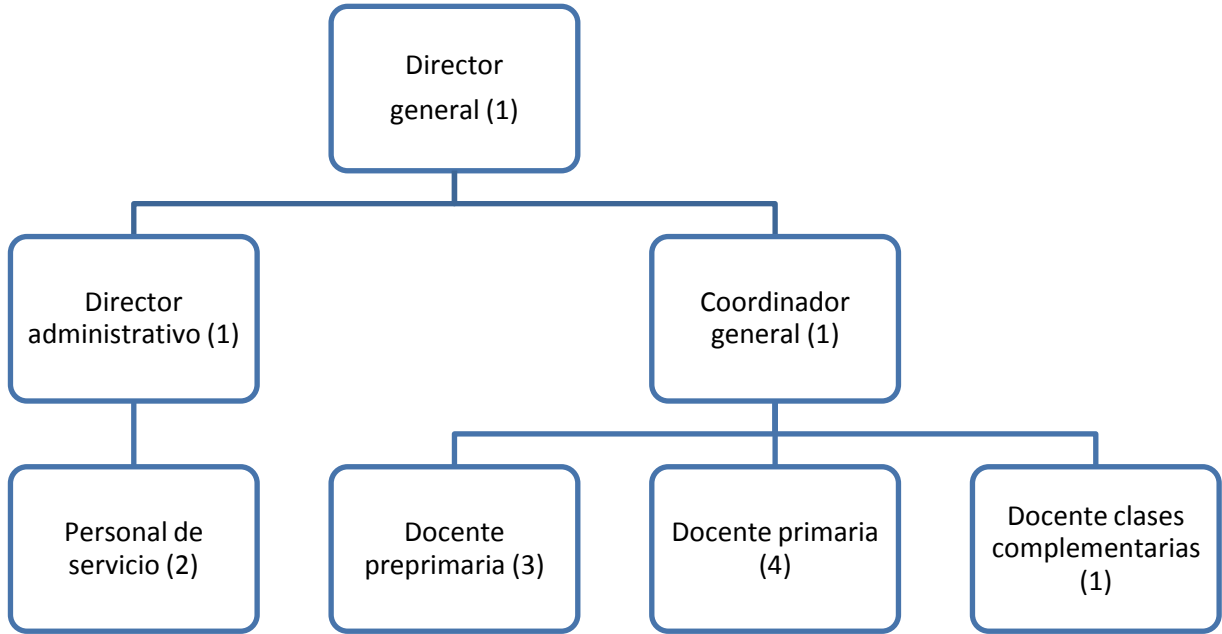 Director
general (1)
Director
administrativo (1)
Coordinador
general (1)
Personal de
servicio (2)
Docente
preprimaria (3)
Docente primaria
(4)
Docente clases
complementarias
(1)